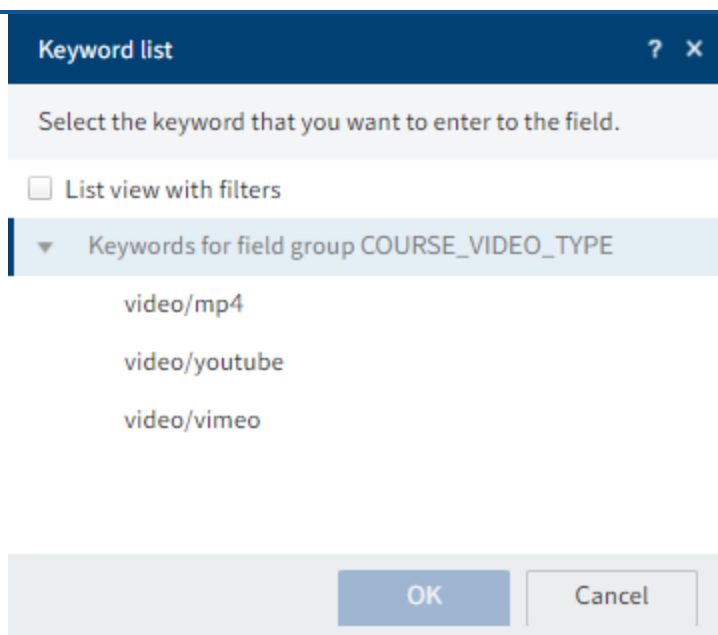 Keyword list ? ×
Select the keyword that you want to enter to the field.
List view with filters
Keywords for field group COURSE_VIDEO_TYPE
video/mp4
video/youtube
video/vimeo
OK Cancel